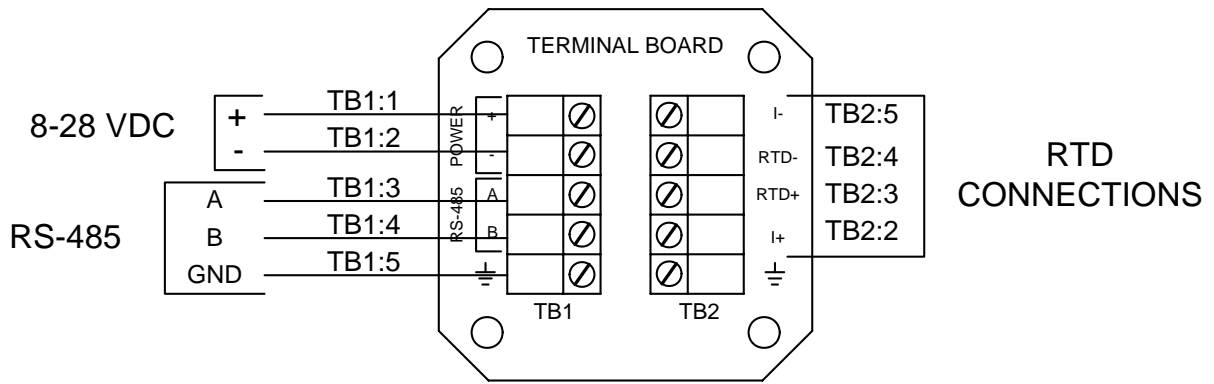 TERMINAL BOARD
8-28 VDC
+
-
TB1:1
TB1:2
POWER
+
-
RS-485
A
B
GND
TB1:3
TB1:4
TB1:5
RS-485
A
B
TB1
TB2
I-
RTD-
RTD+
I+
TB2:5
TB2:4
TB2:3
TB2:2
RTD
CONNECTIONS